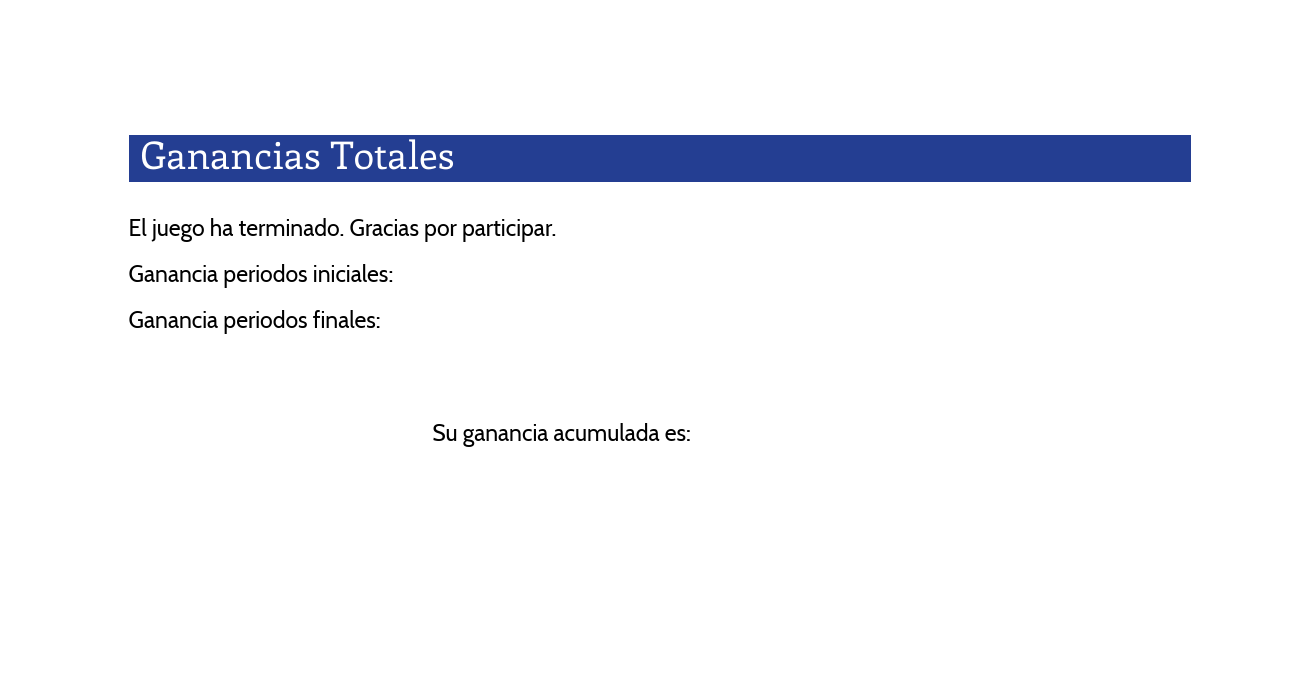 Ganancias Totales
El juego ha terminado. Gracias por participar.
Ganancia periodos iniciales:
Ganancia periodos finales:
Su ganancia acumulada es: